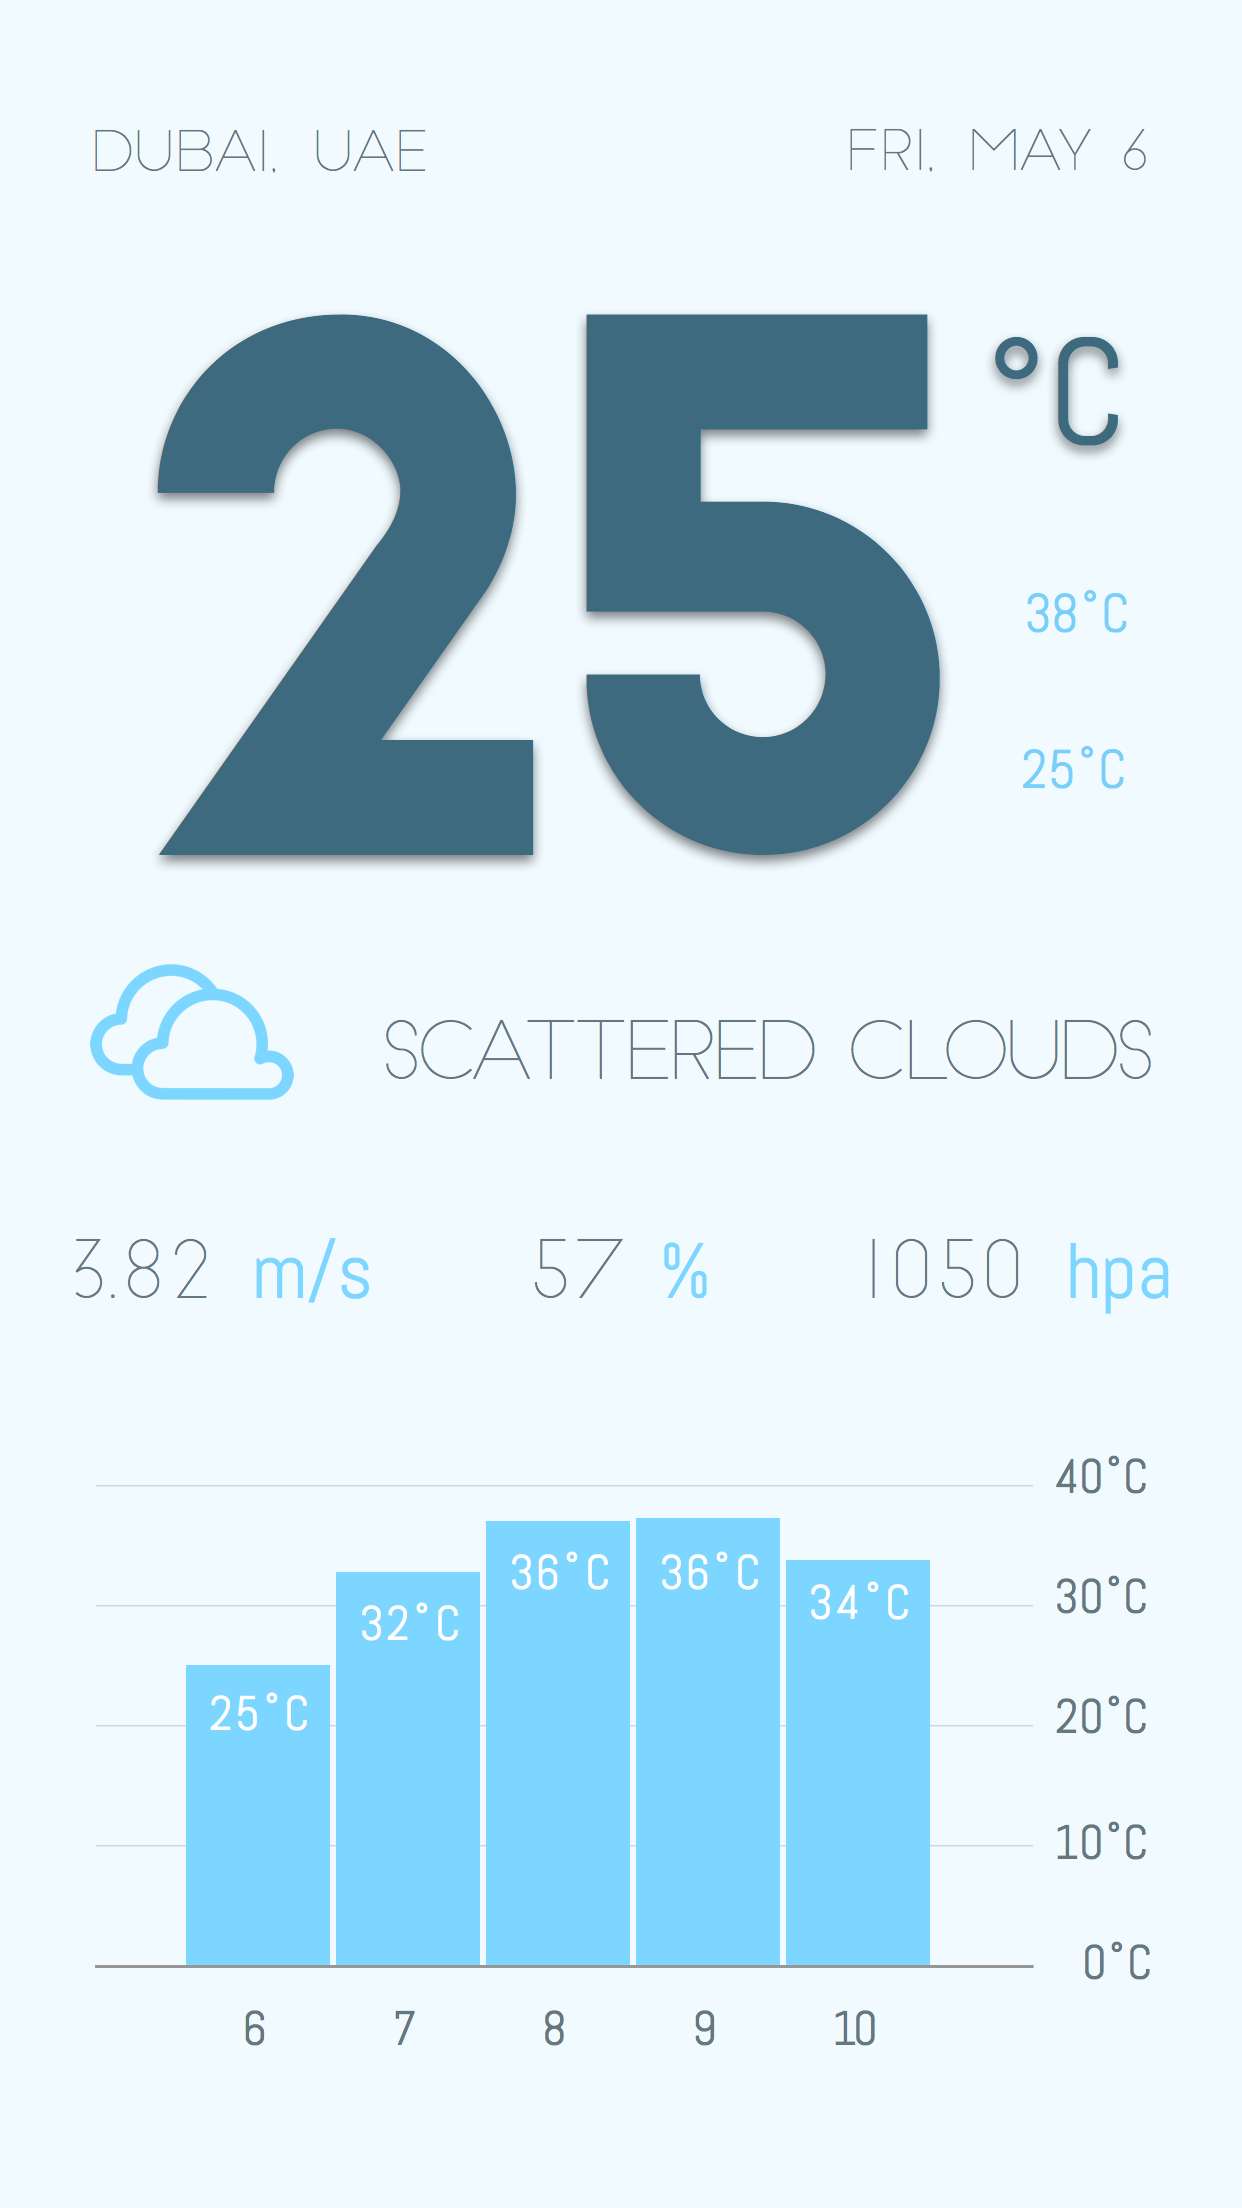 DUBAI, UAE
FRI, MAY 6
25 °C
38°C
25°C
SCATTERED CLOUDS
3.82 m/s 57 % 1050 hpa
40°C
30°C
20°C
10°C
0°C
25°C 32°C 36°C 36°C 34°C
6 7 8 9 10